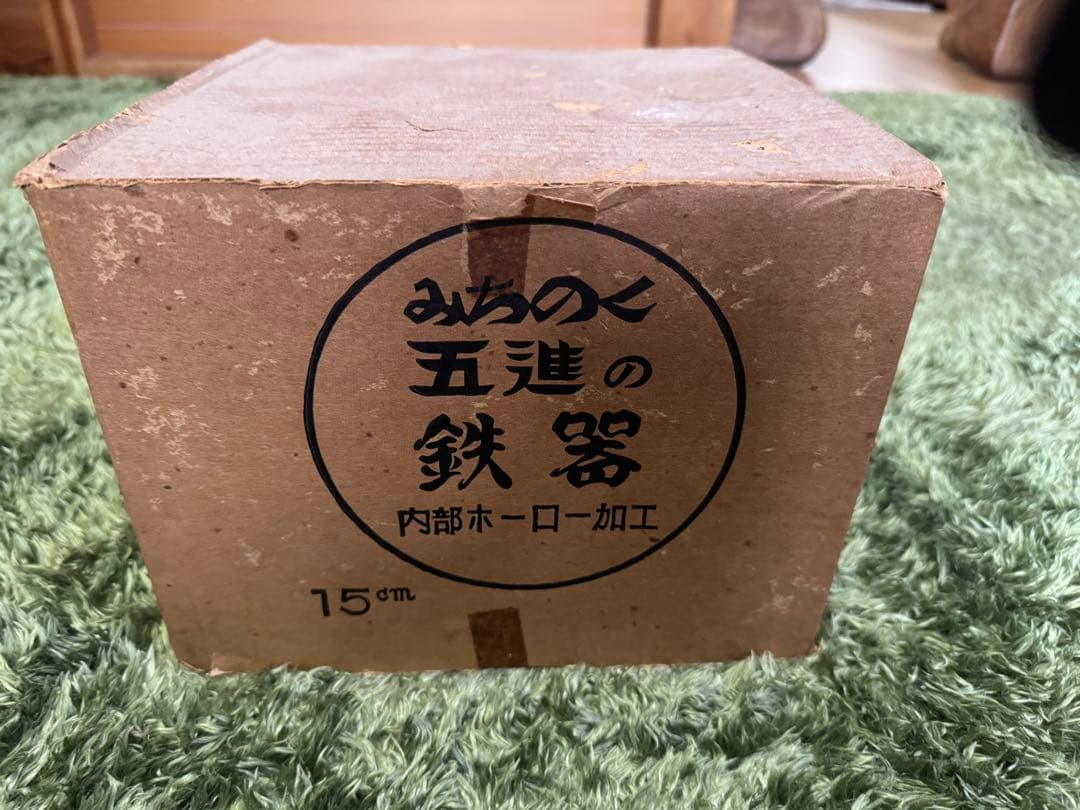 みちのく
五進の
鉄器
内部ホーロー加工
15cm